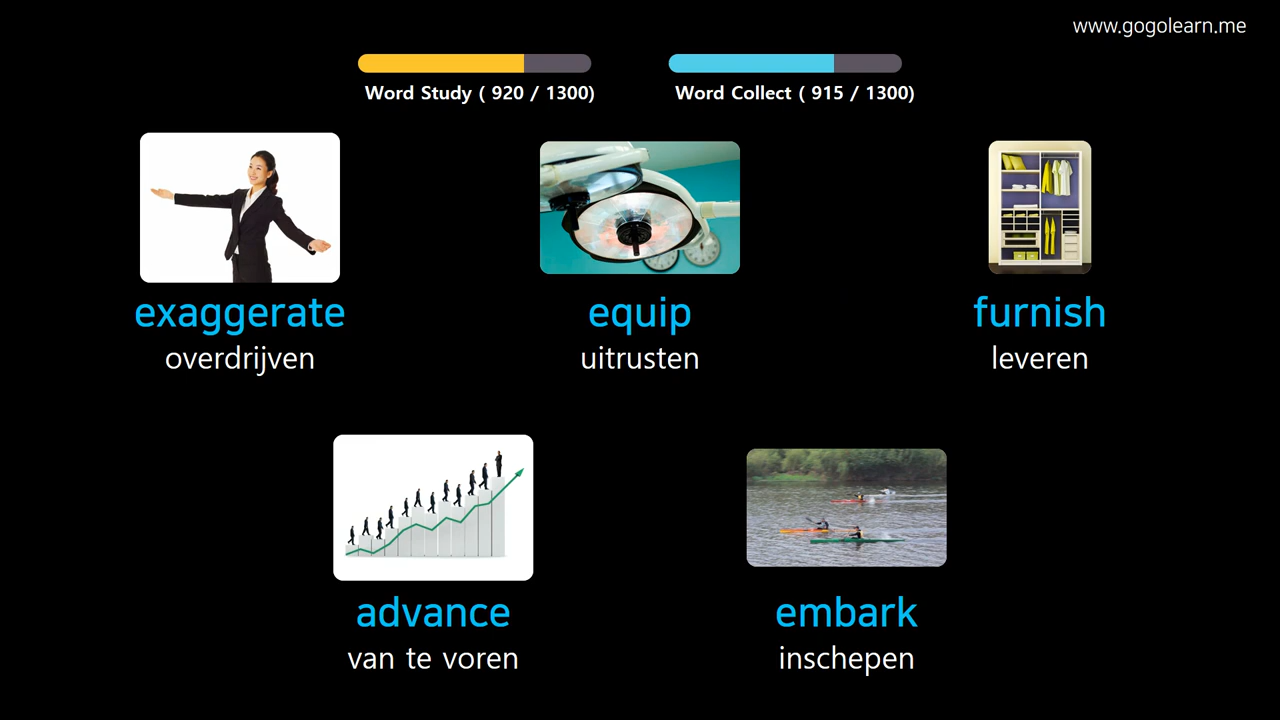 www.gogolearn.me
Word Study ( 920 / 1300)
Word Collect ( 915 / 1300)
exaggerate
overdrijven
equip
uitrusten
furnish
leveren
advance
van te voren
embark
inschepen